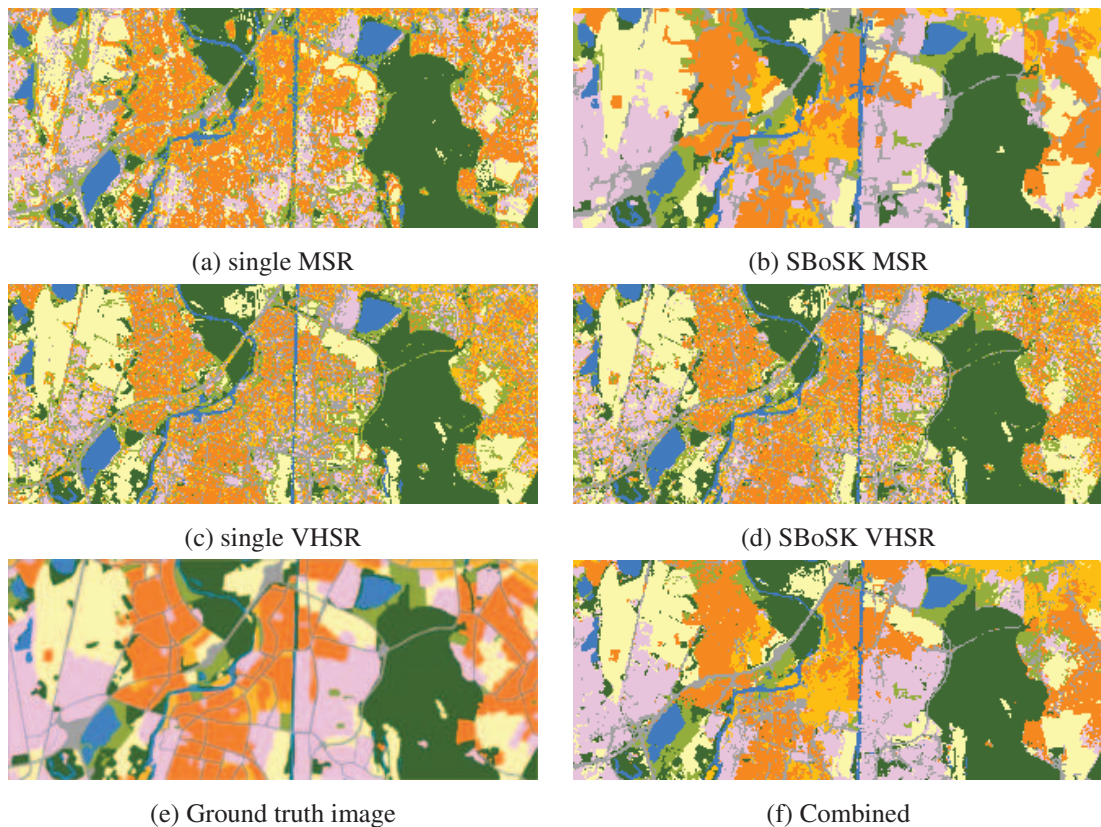 (a) single MSR
(b) SBoSK MSR
(c) single VHSR
(d) SBoSK VHSR
(e) Ground truth image
(f) Combined